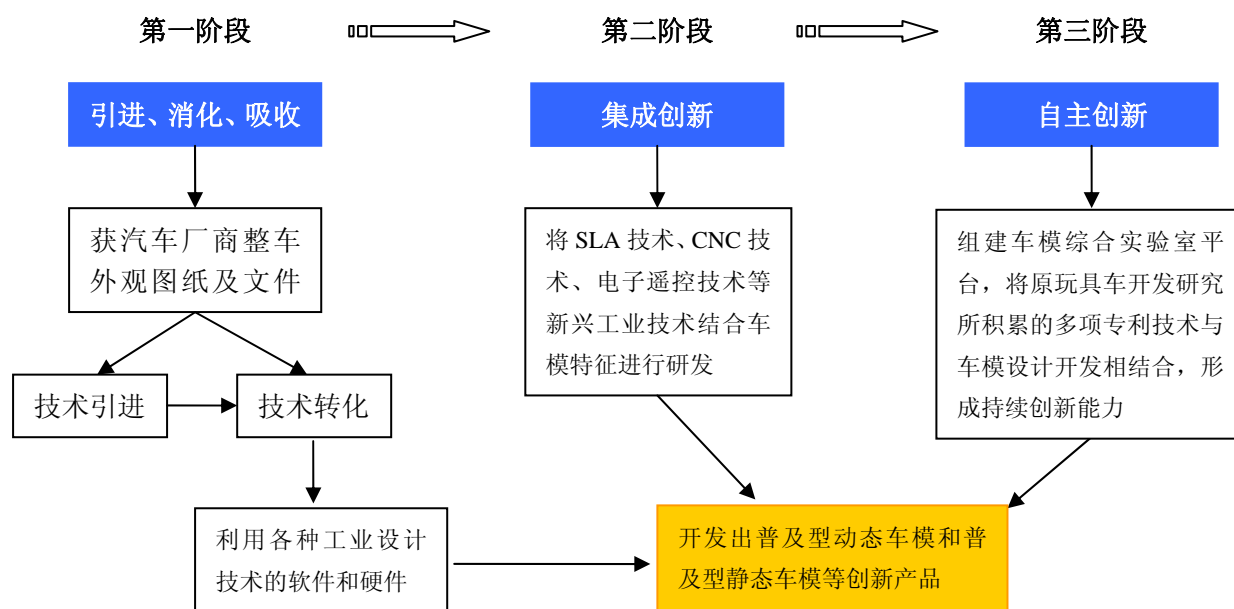 第一阶段
第二阶段
第三阶段
引进、消化、吸收
集成创新
自主创新
获汽车厂商整车
外观图纸及文件
将 SLA 技术、CNC 技
术、电子遥控技术等
新兴工业技术结合车
模特征进行研发
组建车模综合实验室平
台，将原玩具车开发研究
所积累的多项专利技术与
车模设计开发相结合，形
成持续创新能力
技术引进
技术转化
利用各种工业设计
技术的软件和硬件
开发出普及型动态车模和普
及型静态车模等创新产品